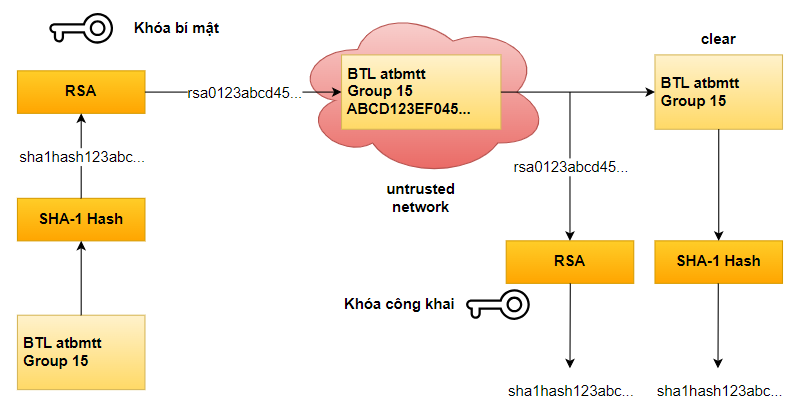 Khóa bí mật
clear
RSA
rsa0123abcd45...
BTL atbmtt
Group 15
ABCD123EF045...
BTL atbmtt
Group 15
sha1hash123abc...
rsa0123abcd45...
untrusted
network
SHA-1 Hash
RSA
SHA-1 Hash
Khóa công khai
BTL atbmtt
Group 15
sha1hash123abc...
sha1hash123abc...